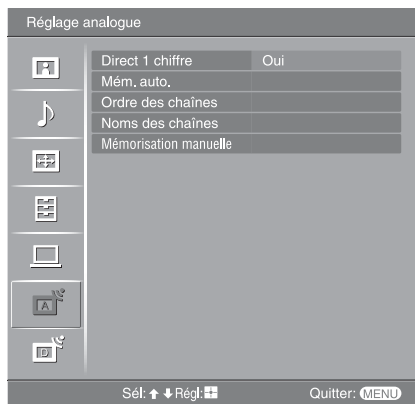 Réglage analogue
Direct 1 chiffre Oui
Mém. auto.
Ordre des chaînes
Noms des chaînes
Mémorisation manuelle
A
D
Sél: Régl: Quitter: MENU